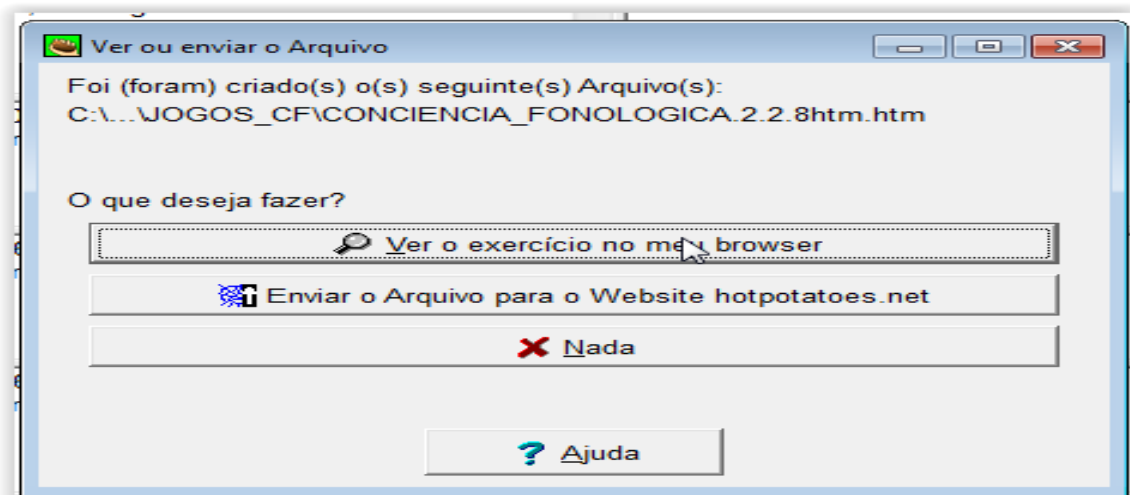 Ver ou enviar o Arquivo
Foi (foram) criado(s) o(s) seguinte(s) Arquivo(s):
C:\...\JOGOS_CF\CONCIENCIA_FONOLOGICA.2.2.8htm.htm
O que deseja fazer?
Ver o exercício no meu browser
Enviar o Arquivo para o Website hotpotatoes.net
Nada
? Ajuda